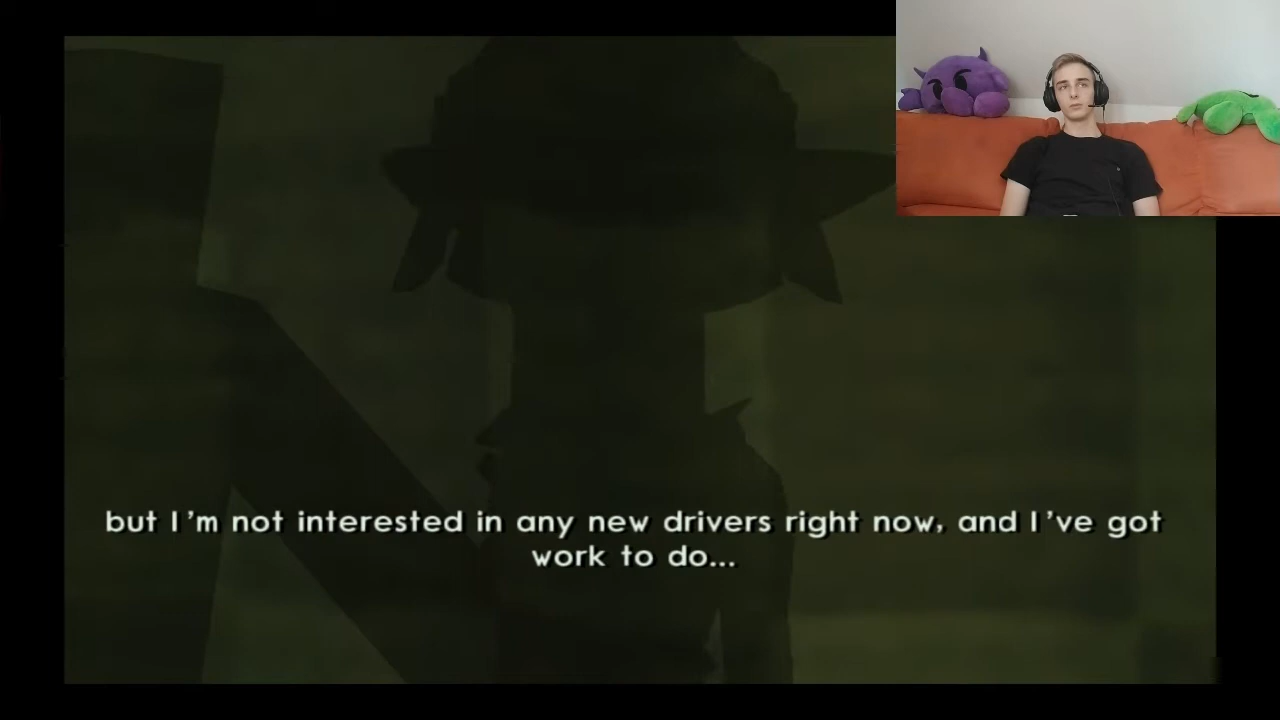 but I'm not interested in any new drivers right now, and I've got
work to do...